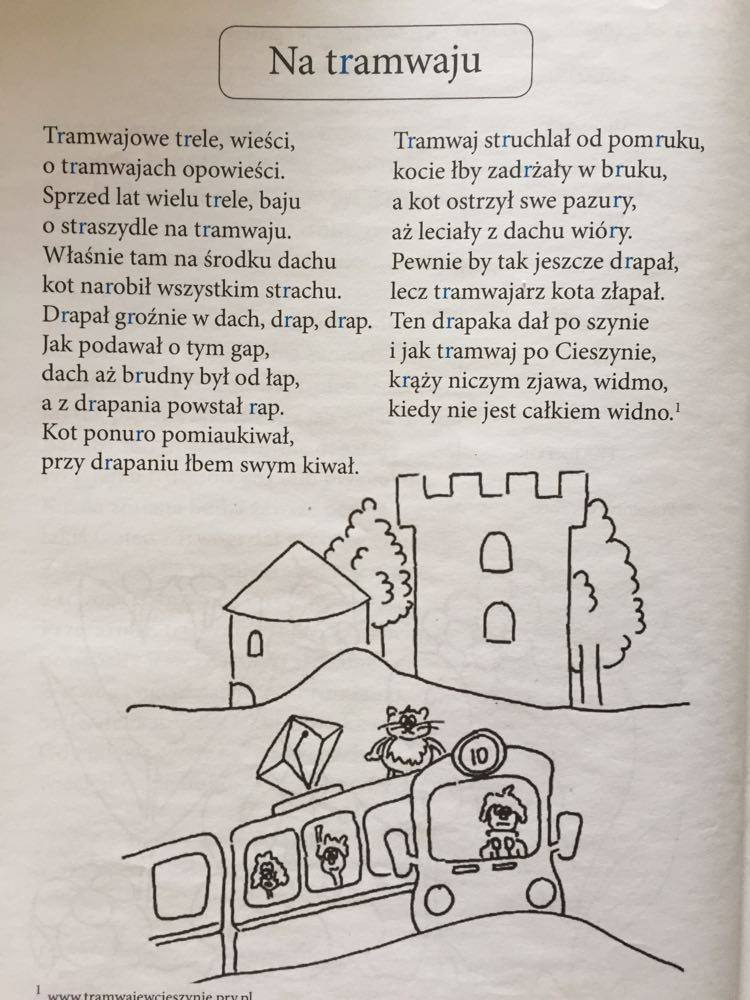 Na tramwaju
Tramwajowe trele, wieści,
o tramwajach opowieści.
Sprzed lat wielu trele, baju
o straszydle na tramwaju.
Właśnie tam na środku dachu
kot narobił wszystkim strachu.
Drapał groźnie w dach, drap, drap.
Jak podawał o tym gap,
dach aż brudny był od łap,
a z drapania powstał rap.
Kot ponuro pomiaukiwał,
przy drapaniu łbem swym kiwał.
Tramwaj struchlał od pomruku,
kocie łby zadrżały w bruku,
a kot ostrzył swe pazury,
aż leciały z dachu wióry.
Pewnie by tak jeszcze drapał,
lecz tramwajarz kota złapał.
Ten drapaka dał po szynie
i jak tramwaj po Cieszynie,
krąży niczym zjawa, widmo,
kiedy nie jest całkiem widno.¹
10
¹ www.tramwajewcieszynie.prv.pl